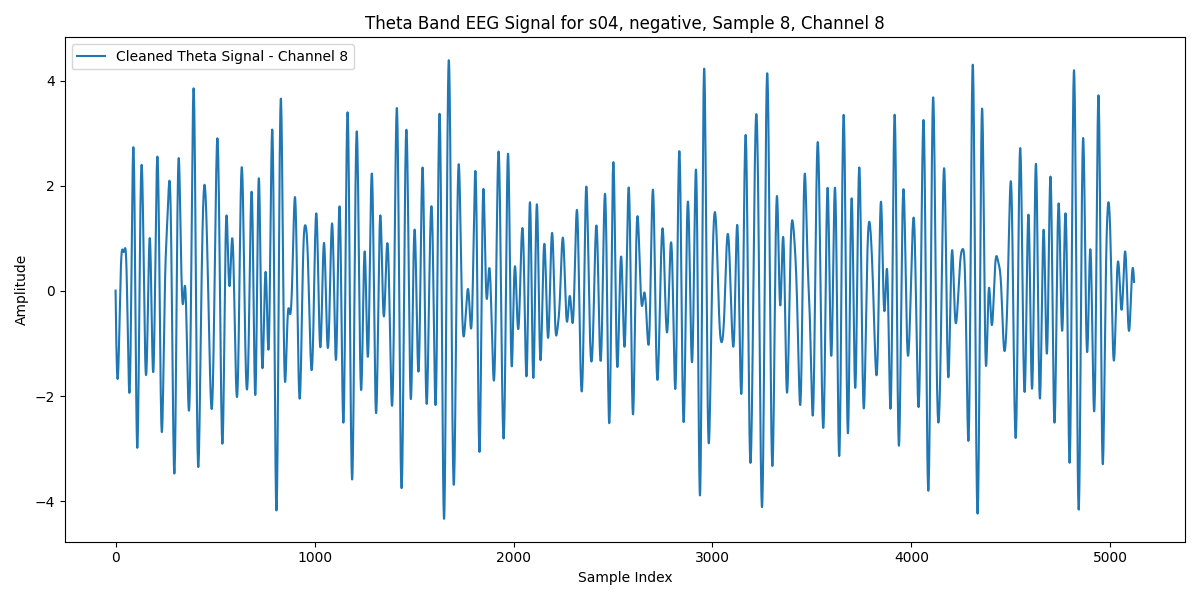 Theta Band EEG Signal for s04, negative, Sample 8, Channel 8
Cleaned Theta Signal - Channel 8
Amplitude
4
2
0
−2
−4
0 1000 2000 3000 4000 5000
Sample Index